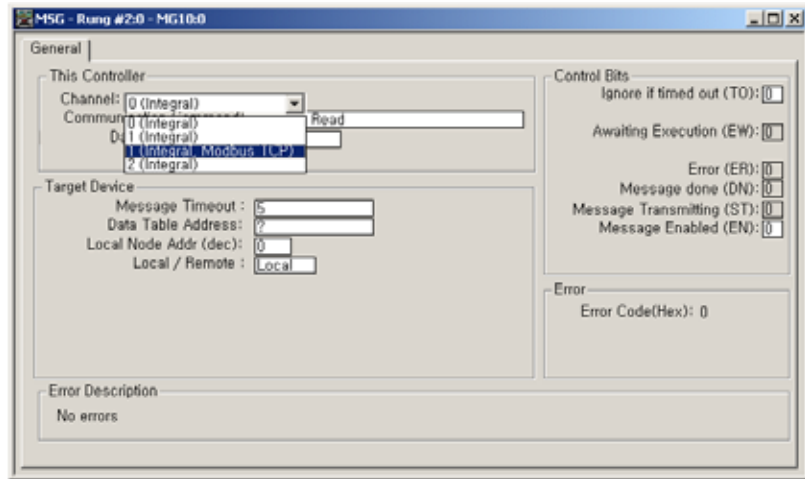 MSG - Rung #2:0 - MG10:0
General
This Controller
Channel: 0 (Integral)
0 (Integral)
1 (Integral)
1 (Integral, Modbus TCP)
2 (Integral)
Read
Target Device
Message Timeout : 5
Data Table Address: ?
Local Node Addr (dec): 0
Local / Remote : Local
Control Bits
Ignore if timed out (TO): 0
Awaiting Execution (EW): 0
Error (ER): 0
Message done (DN): 0
Message Transmitting (ST): 0
Message Enabled (EN): 0
Error
Error Code(Hex): 0
Error Description
No errors